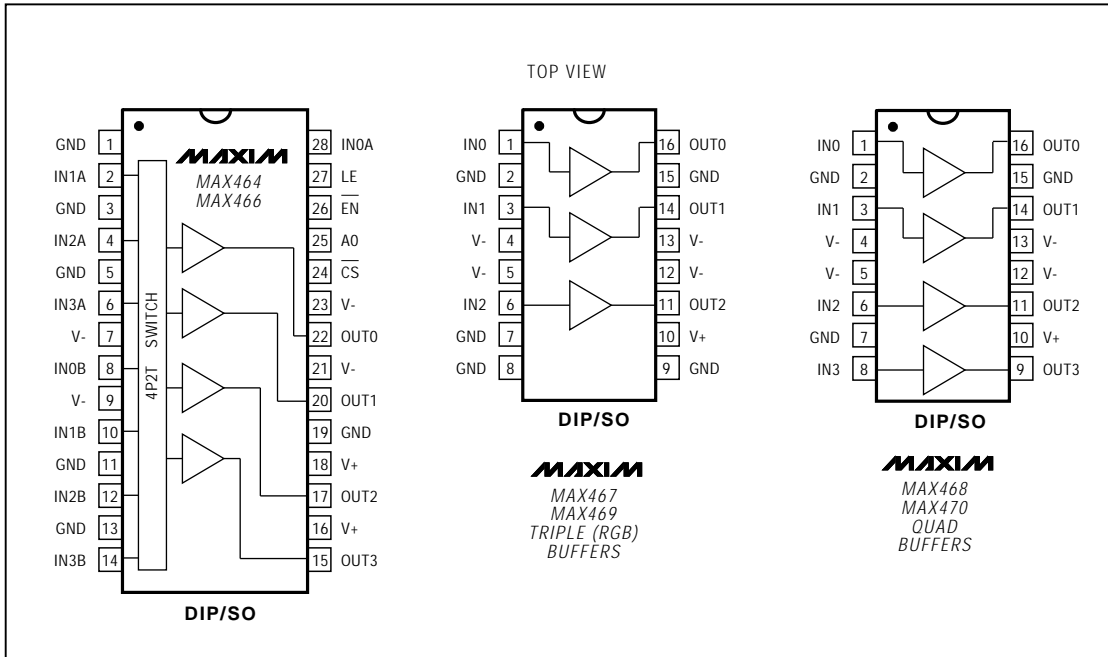 TOP VIEW
GND 1
IN1A 2
GND 3
IN2A 4
GND 5
IN3A 6
V- 7
IN0B 8
V- 9
IN1B 10
GND 11
IN2B 12
GND 13
IN3B 14
4P2T SWITCH
MAXIM
MAX464
MAX466
28 IN0A
27 LE
26 E̅N̅
25 A0
24 C̅S̅
23 V-
22 OUT0
21 V-
20 OUT1
19 GND
18 V+
17 OUT2
16 V+
15 OUT3
DIP/SO
IN0 1
GND 2
IN1 3
V- 4
V- 5
IN2 6
GND 7
GND 8
16 OUT0
15 GND
14 OUT1
13 V-
12 V-
11 OUT2
10 V+
9 GND
DIP/SO
MAXIM
MAX467
MAX469
TRIPLE (RGB)
BUFFERS
IN0 1
GND 2
IN1 3
V- 4
V- 5
IN2 6
GND 7
IN3 8
16 OUT0
15 GND
14 OUT1
13 V-
12 V-
11 OUT2
10 V+
9 OUT3
DIP/SO
MAXIM
MAX468
MAX470
QUAD
BUFFERS